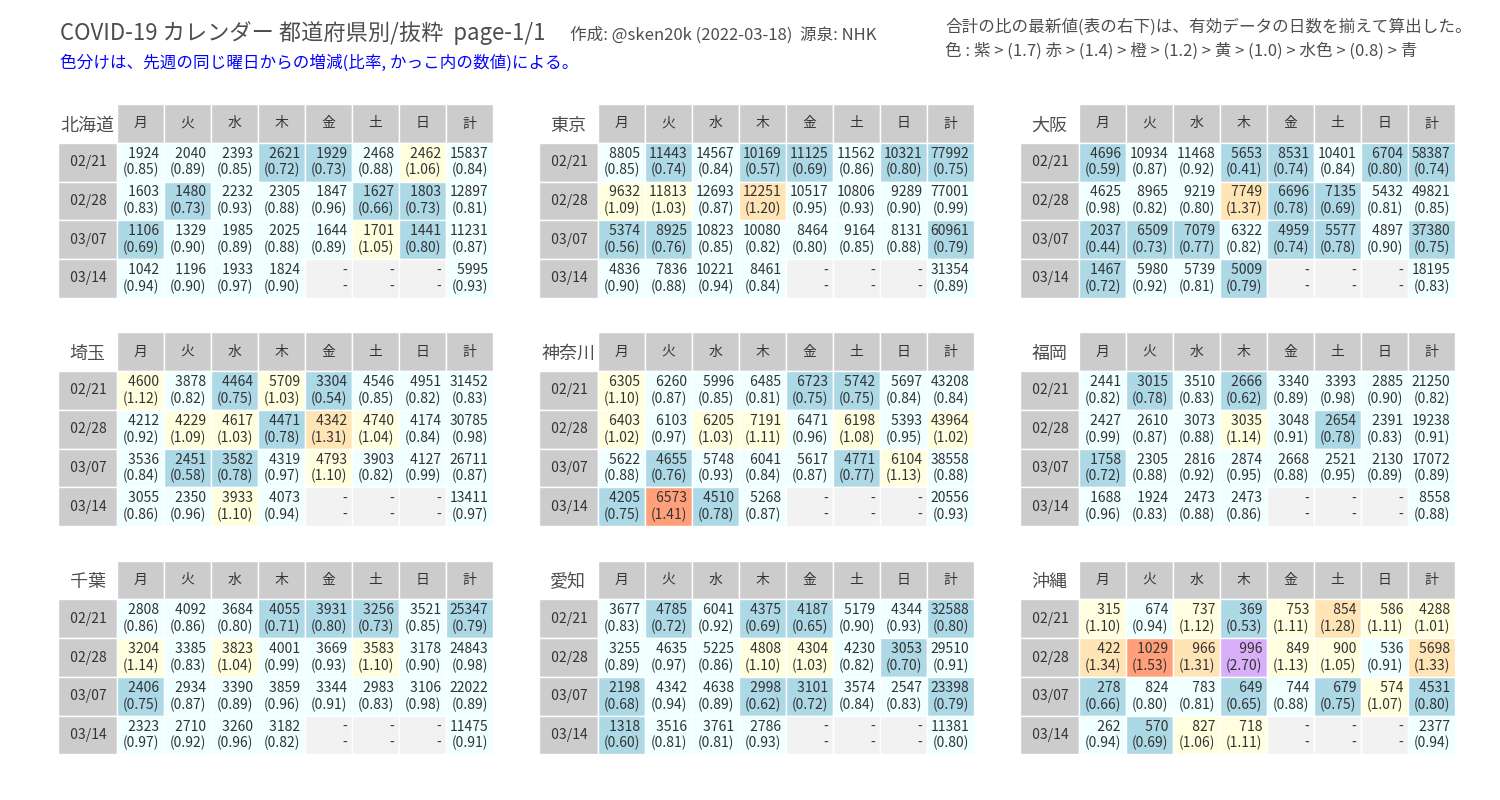 COVID-19 カレンダー 都道府県別/抜粋 page-1/1 作成: @sken20k (2022-03-18) 源泉: NHK
色分けは、先週の同じ曜日からの増減(比率, かっこ内の数値)による。
合計の比の最新値(表の右下)は、有効データの日数を揃えて算出した。
色 : 紫 > (1.7) 赤 > (1.4) > 橙 > (1.2) > 黄 > (1.0) > 水色 > (0.8) > 青
北海道 月 火 水 木 金 土 日 計
02/21 1924 2040 2393 2621 1929 2468 2462 15837
(0.85) (0.89) (0.85) (0.72) (0.73) (0.88) (1.06) (0.84)
02/28 1603 1480 2232 2305 1847 1627 1803 12897
(0.83) (0.73) (0.93) (0.88) (0.96) (0.66) (0.73) (0.81)
03/07 1106 1329 1985 2025 1644 1701 1441 11231
(0.69) (0.90) (0.89) (0.88) (0.89) (1.05) (0.80) (0.87)
03/14 1042 1196 1933 1824 - - - 5995
(0.94) (0.90) (0.97) (0.90) - - - (0.93)
東京 月 火 水 木 金 土 日 計
02/21 8805 11443 14567 10169 11125 11562 10321 77992
(0.85) (0.74) (0.84) (0.57) (0.69) (0.86) (0.80) (0.75)
02/28 9632 11813 12693 12251 10517 10806 9289 77001
(1.09) (1.03) (0.87) (1.20) (0.95) (0.93) (0.90) (0.99)
03/07 5374 8925 10823 10080 8464 9164 8131 60961
(0.56) (0.76) (0.85) (0.82) (0.80) (0.85) (0.88) (0.79)
03/14 4836 7836 10221 8461 - - - 31354
(0.90) (0.88) (0.94) (0.84) - - - (0.89)
大阪 月 火 水 木 金 土 日 計
02/21 4696 10934 11468 5653 8531 10401 6704 58387
(0.59) (0.87) (0.92) (0.41) (0.74) (0.84) (0.80) (0.74)
02/28 4625 8965 9219 7749 6696 7135 5432 49821
(0.98) (0.82) (0.80) (1.37) (0.78) (0.69) (0.81) (0.85)
03/07 2037 6509 7079 6322 4959 5577 4897 37380
(0.44) (0.73) (0.77) (0.82) (0.74) (0.78) (0.90) (0.75)
03/14 1467 5980 5739 5009 - - - 18195
(0.72) (0.92) (0.81) (0.79) - - - (0.83)
埼玉 月 火 水 木 金 土 日 計
02/21 4600 3878 4464 5709 3304 4546 4951 31452
(1.12) (0.82) (0.75) (1.03) (0.54) (0.85) (0.82) (0.83)
02/28 4212 4229 4617 4471 4342 4740 4174 30785
(0.92) (1.09) (1.03) (0.78) (1.31) (1.04) (0.84) (0.98)
03/07 3536 2451 3582 4319 4793 3903 4127 26711
(0.84) (0.58) (0.78) (0.97) (1.10) (0.82) (0.99) (0.87)
03/14 3055 2350 3933 4073 - - - 13411
(0.86) (0.96) (1.10) (0.94) - - - (0.97)
神奈川 月 火 水 木 金 土 日 計
02/21 6305 6260 5996 6485 6723 5742 5697 43208
(1.10) (0.87) (0.85) (0.81) (0.75) (0.75) (0.84) (0.84)
02/28 6403 6103 6205 7191 6471 6198 5393 43964
(1.02) (0.97) (1.03) (1.11) (0.96) (1.08) (0.95) (1.02)
03/07 5622 4655 5748 6041 5617 4771 6104 38558
(0.88) (0.76) (0.93) (0.84) (0.87) (0.77) (1.13) (0.88)
03/14 4205 6573 4510 5268 - - - 20556
(0.75) (1.41) (0.78) (0.87) - - - (0.93)
福岡 月 火 水 木 金 土 日 計
02/21 2441 3015 3510 2666 3340 3393 2885 21250
(0.82) (0.78) (0.83) (0.62) (0.89) (0.98) (0.90) (0.82)
02/28 2427 2610 3073 3035 3048 2654 2391 19238
(0.99) (0.87) (0.88) (1.14) (0.91) (0.78) (0.83) (0.91)
03/07 1758 2305 2816 2874 2668 2521 2130 17072
(0.72) (0.88) (0.92) (0.95) (0.88) (0.95) (0.89) (0.89)
03/14 1688 1924 2473 2473 - - - 8558
(0.96) (0.83) (0.88) (0.86) - - - (0.88)
千葉 月 火 水 木 金 土 日 計
02/21 2808 4092 3684 4055 3931 3256 3521 25347
(0.86) (0.86) (0.80) (0.71) (0.80) (0.73) (0.85) (0.79)
02/28 3204 3385 3823 4001 3669 3583 3178 24843
(1.14) (0.83) (1.04) (0.99) (0.93) (1.10) (0.90) (0.98)
03/07 2406 2934 3390 3859 3344 2983 3106 22022
(0.75) (0.87) (0.89) (0.96) (0.91) (0.83) (0.98) (0.89)
03/14 2323 2710 3260 3182 - - - 11475
(0.97) (0.92) (0.96) (0.82) - - - (0.91)
愛知 月 火 水 木 金 土 日 計
02/21 3677 4785 6041 4375 4187 5179 4344 32588
(0.83) (0.72) (0.92) (0.69) (0.65) (0.90) (0.93) (0.80)
02/28 3255 4635 5225 4808 4304 4230 3053 29510
(0.89) (0.97) (0.86) (1.10) (1.03) (0.82) (0.70) (0.91)
03/07 2198 4342 4638 2998 3101 3574 2547 23398
(0.68) (0.94) (0.89) (0.62) (0.72) (0.84) (0.83) (0.79)
03/14 1318 3516 3761 2786 - - - 11381
(0.60) (0.81) (0.81) (0.93) - - - (0.80)
沖縄 月 火 水 木 金 土 日 計
02/21 315 674 737 369 753 854 586 4288
(1.10) (0.94) (1.12) (0.53) (1.11) (1.28) (1.11) (1.01)
02/28 422 1029 966 996 849 900 536 5698
(1.34) (1.53) (1.31) (2.70) (1.13) (1.05) (0.91) (1.33)
03/07 278 824 783 649 744 679 574 4531
(0.66) (0.80) (0.81) (0.65) (0.88) (0.75) (1.07) (0.80)
03/14 262 570 827 718 - - - 2377
(0.94) (0.69) (1.06) (1.11) - - - (0.94)